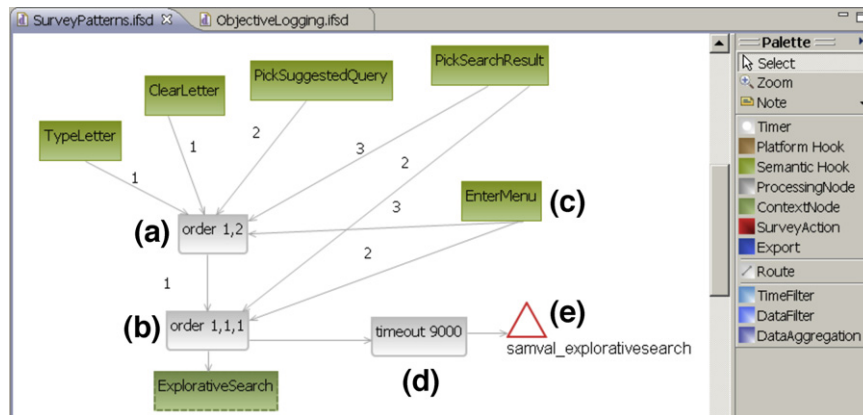 SurveyPatterns.ifsd
ObjectiveLogging.ifsd
Palette
Select
Zoom
Note
Timer
Platform Hook
Semantic Hook
ProcessingNode
ContextNode
SurveyAction
Export
Route
TimeFilter
DataFilter
DataAggregation
PickSearchResult
PickSuggestedQuery
ClearLetter
TypeLetter
1
1
2
3
2
EnterMenu
(c)
3
(a)
order 1,2
2
1
(b)
order 1,1,1
timeout 9000
(e)
samval_explorativesearch
(d)
ExplorativeSearch